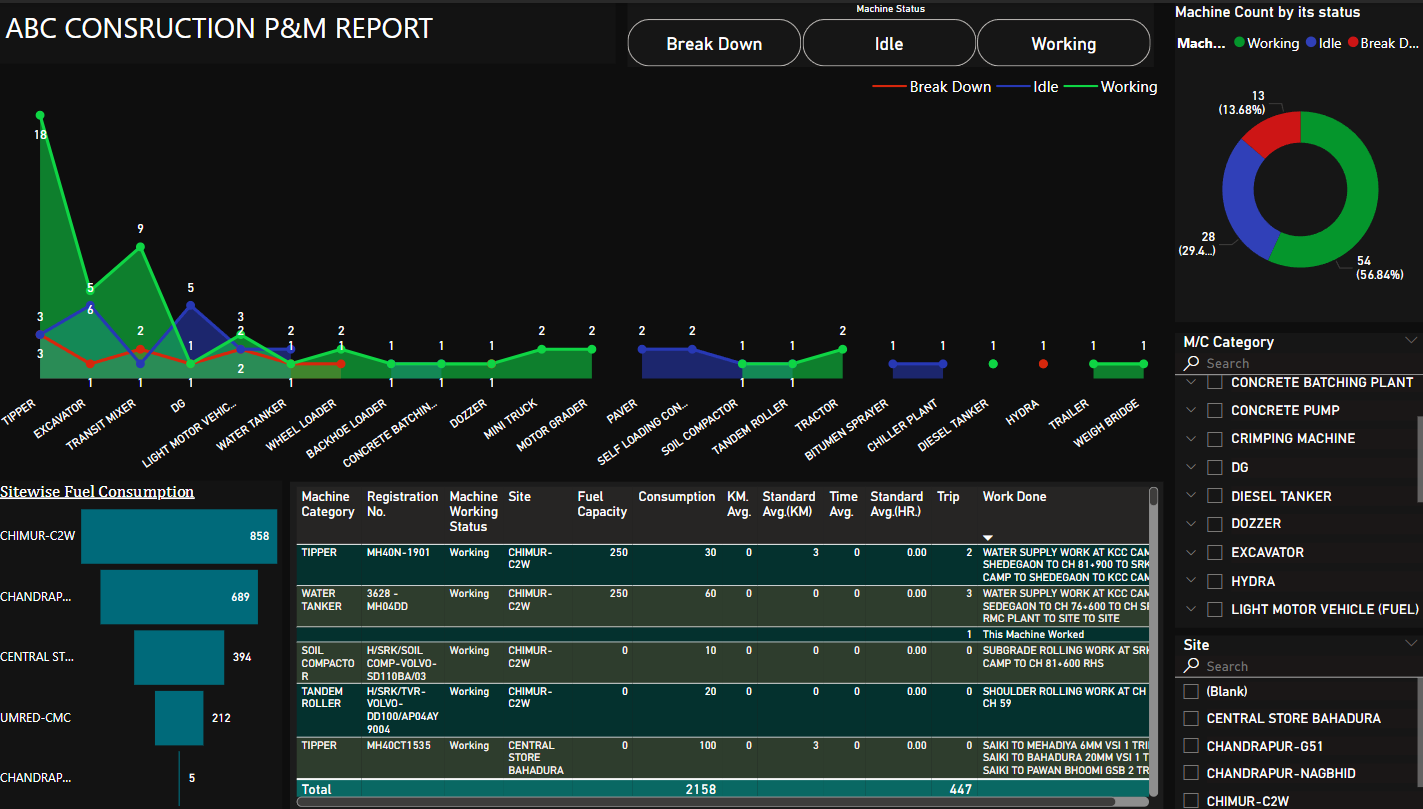 ABC CONSRUCTION P&M REPORT
Machine Status
Break Down
Idle
Working
Break Down
Idle
Working
18
3
3
5
6
1
9
2
1
5
1
1
3
2
2
2
1
1
2
1
1
1
1
1
1
2
2
2
2
1
1
1
1
2
1
1
1
1
1
1
TIPPER
EXCAVATOR
TRANSIT MIXER
DG
LIGHT MOTOR VEHIC...
WATER TANKER
WHEEL LOADER
BACKHOE LOADER
CONCRETE BATCHIN...
DOZZER
MINI TRUCK
MOTOR GRADER
PAVER
SELF LOADING CON...
SOIL COMPACTOR
TANDEM ROLLER
TRACTOR
BITUMEN SPRAYER
CHILLER PLANT
DIESEL TANKER
HYDRA
TRAILER
WEIGH BRIDGE
Machine Count by its status
Mach...
Working
Idle
Break D...
13
(13.68%)
28
(29.4...)
54
(56.84%)
M/C Category
Search
CONCRETE BATCHING PLANT
CONCRETE PUMP
CRIMPING MACHINE
DG
DIESEL TANKER
DOZZER
EXCAVATOR
HYDRA
LIGHT MOTOR VEHICLE (FUEL)
Site
Search
(Blank)
CENTRAL STORE BAHADURA
CHANDRAPUR-G51
CHANDRAPUR-NAGBHID
CHIMUR-C2W
Sitewise Fuel Consumption
CHIMUR-C2W 858
CHANDRAP... 689
CENTRAL ST... 394
UMRED-CMC 212
CHANDRAP... 5
Machine Category Registration No. Machine Working Status Site Fuel Capacity Consumption KM. Avg. Standard Avg.(KM) Time Avg. Standard Avg.(HR.) Trip Work Done
TIPPER MH40N-1901 Working CHIMUR-C2W 250 30 0 3 0 0.00 2 WATER SUPPLY WORK AT KCC CAM
SHEDEGAON TO CH 81+900 TO SRK
CAMP TO SHEDEGAON TO KCC CAM
WATER TANKER 3628 - MH04DD Working CHIMUR-C2W 250 60 0 0 0 0.00 3 WATER SUPPLY WORK AT KCC CAM
SEDEGAON TO CH 76+600 TO CH
RMC PLANT TO SITE TO SITE
1 This Machine Worked
SOIL COMPACTOR H/SRK/SOIL COMP-VOLVO-SD110BA/03 Working CHIMUR-C2W 0 10 0 0 0 0.00 0 SUBGRADE ROLLING WORK AT SRK
CAMP TO CH 81+600 RHS
TANDEM ROLLER H/SRK/TVR-VOLVO-DD100/AP04AY9004 Working CHIMUR-C2W 0 20 0 0 0 0.00 0 SHOULDER ROLLING WORK AT CH
CH 59
TIPPER MH40CT1535 Working CENTRAL STORE BAHADURA 0 100 0 3 0 0.00 0 SAIKI TO MEHADIYA 6MM VSI 1 TRI
SAIKI TO BAHADURA 20MM VSI 1 T
SAIKI TO PAWAN BHOOMI GSB 2 TR
Total 2158 447